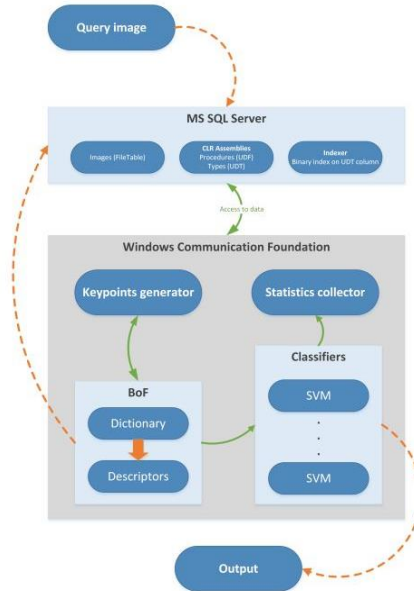 Query image
MS SQL Server
Images (FileTable)
CLR Assemblies
Procedures (UDF)
Types (UDT)
Indexer
Binary index on UDT column
Access to data
Windows Communication Foundation
Keypoints generator
Statistics collector
BoF
Dictionary
Descriptors
Classifiers
SVM
.
.
.
SVM
Output